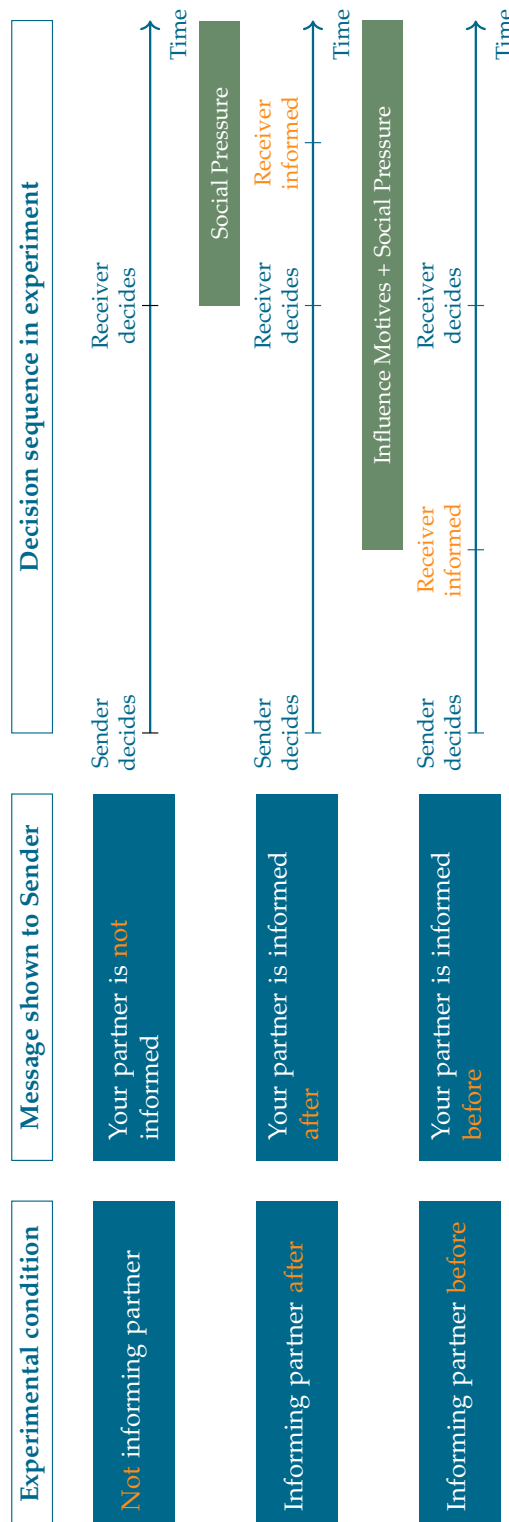 Experimental condition
Message shown to Sender
Decision sequence in experiment
Not informing partner
Your partner is not
informed
Sender
decides
Receiver
decides
Time
Social Pressure
Informing partner after
Your partner is informed
after
Sender
decides
Receiver
decides
Receiver
informed
Time
Influence Motives + Social Pressure
Informing partner before
Your partner is informed
before
Sender
decides
Receiver
informed
Receiver
decides
Time